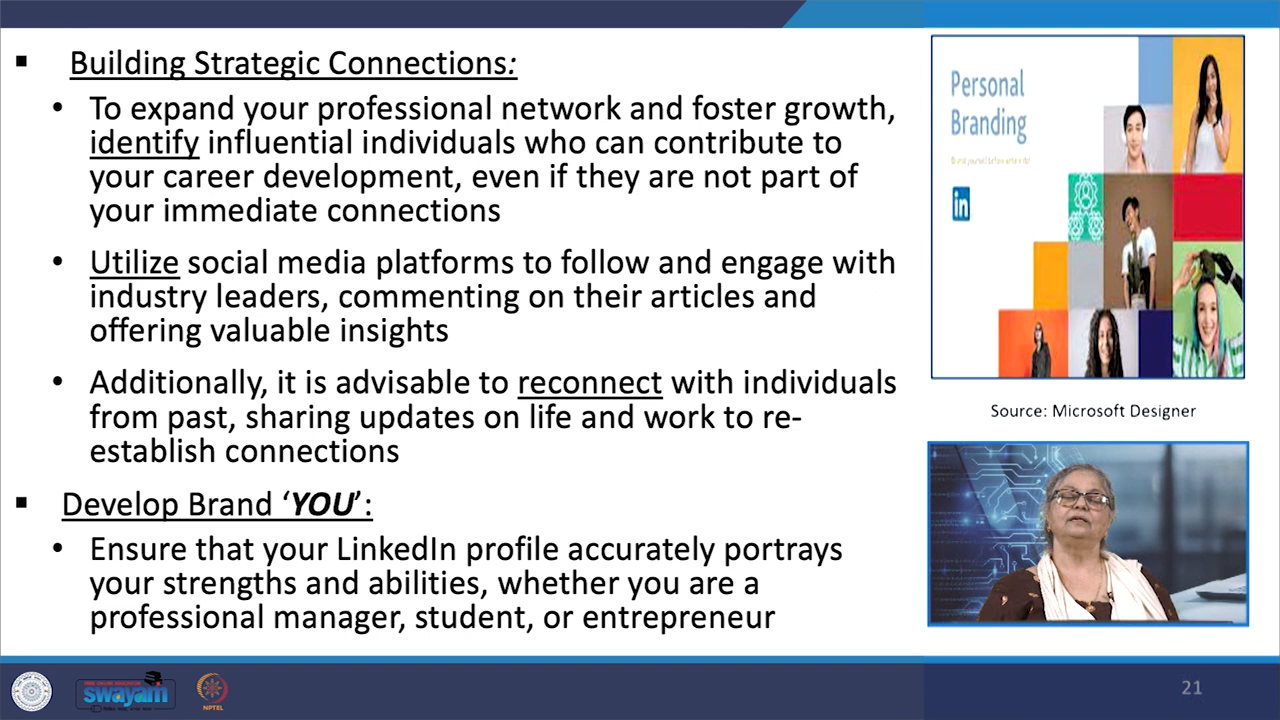 Building Strategic Connections:
To expand your professional network and foster growth,
identify influential individuals who can contribute to
your career development, even if they are not part of
your immediate connections
Utilize social media platforms to follow and engage with
industry leaders, commenting on their articles and
offering valuable insights
Additionally, it is advisable to reconnect with individuals
from past, sharing updates on life and work to re-
establish connections
Develop Brand ‘YOU’:
Ensure that your LinkedIn profile accurately portrays
your strengths and abilities, whether you are a
professional manager, student, or entrepreneur
Personal
Branding
in
Source: Microsoft Designer
FREE ONLINE EDUCATION
swayam
NPTEL
21